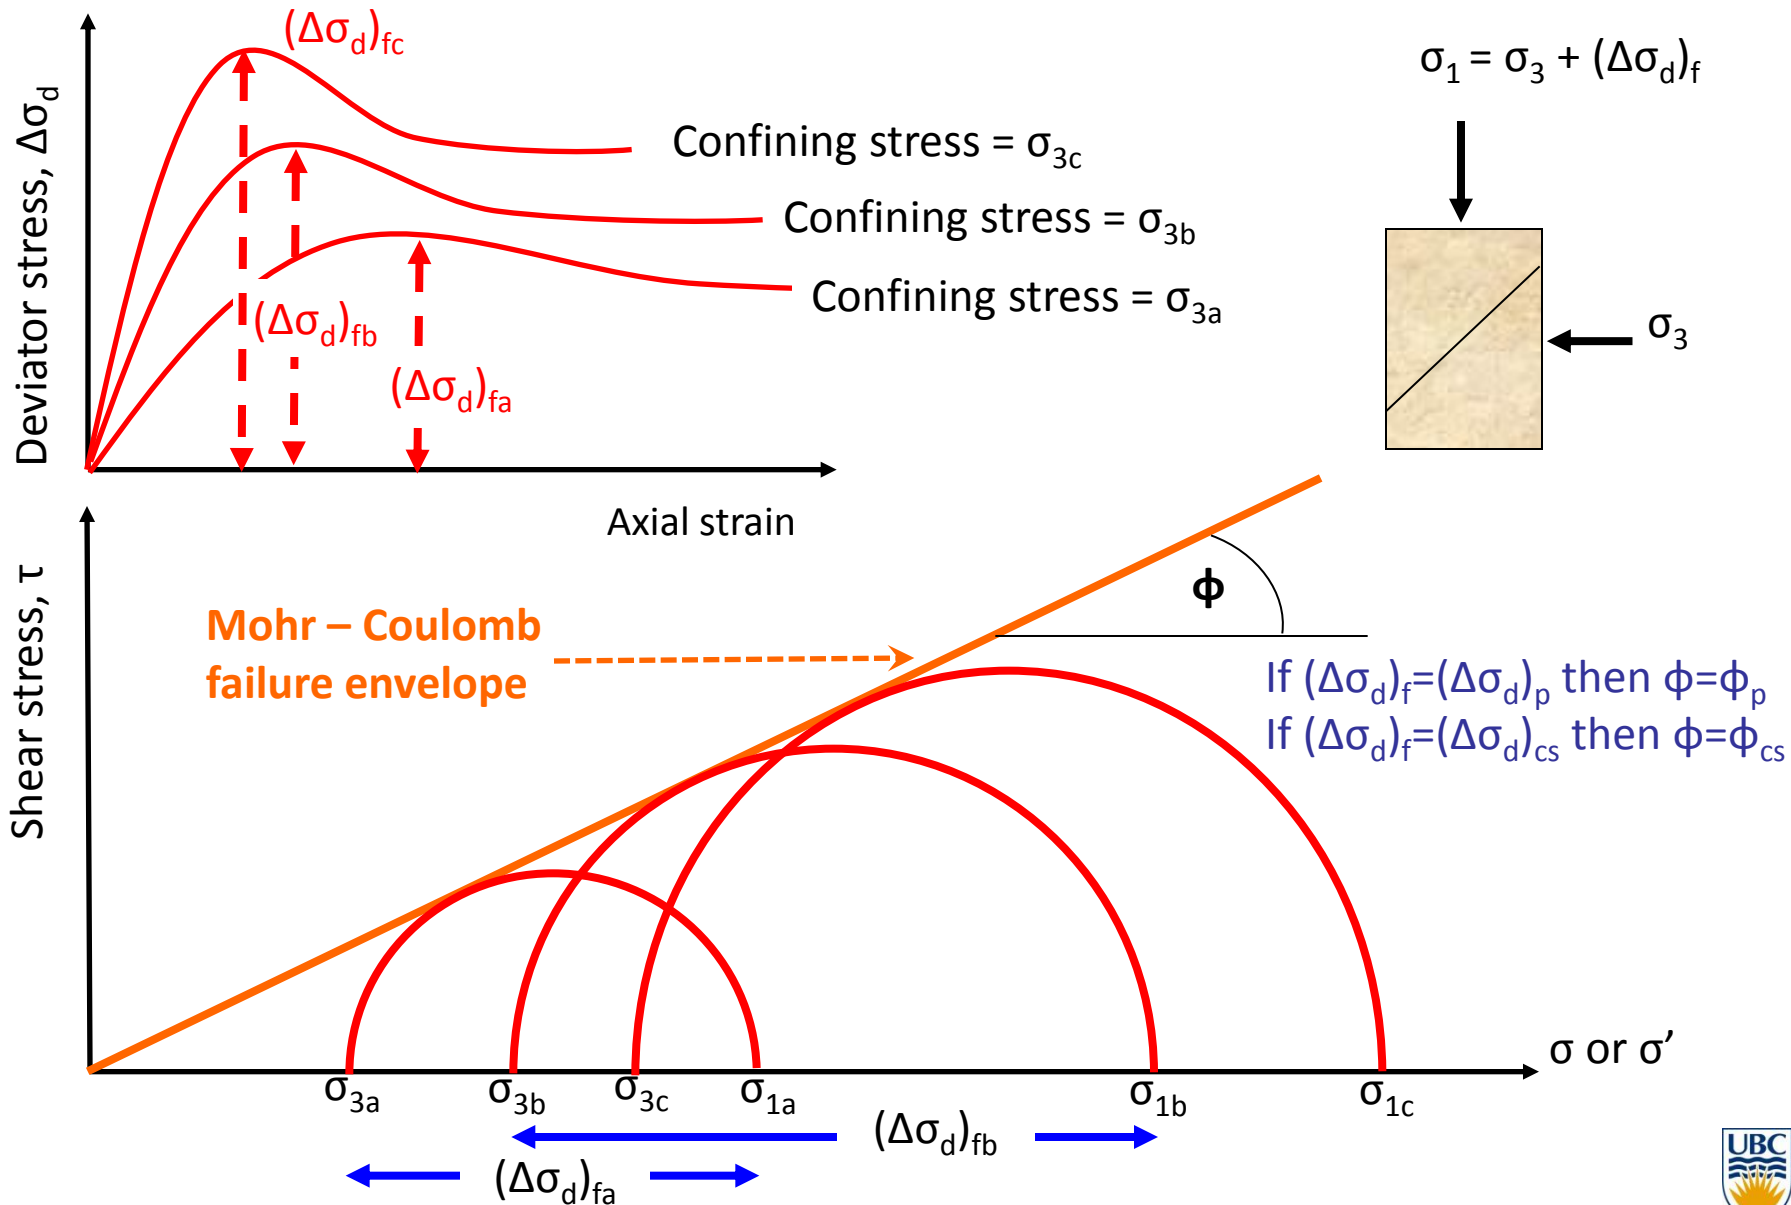 (Δσd)fc
σ1 = σ3 + (Δσd)f
Deviator stress, Δσd
Confining stress = σ3c
Confining stress = σ3b
Confining stress = σ3a
(Δσd)fb
(Δσd)fa
σ3
Axial strain
Shear stress, τ
Mohr – Coulomb
failure envelope
ϕ
If (Δσd)f=(Δσd)p then ϕ=ϕp
If (Δσd)f=(Δσd)cs then ϕ=ϕcs
σ or σ’
σ3a
σ3b
σ3c
σ1a
σ1b
σ1c
(Δσd)fb
(Δσd)fa
UBC